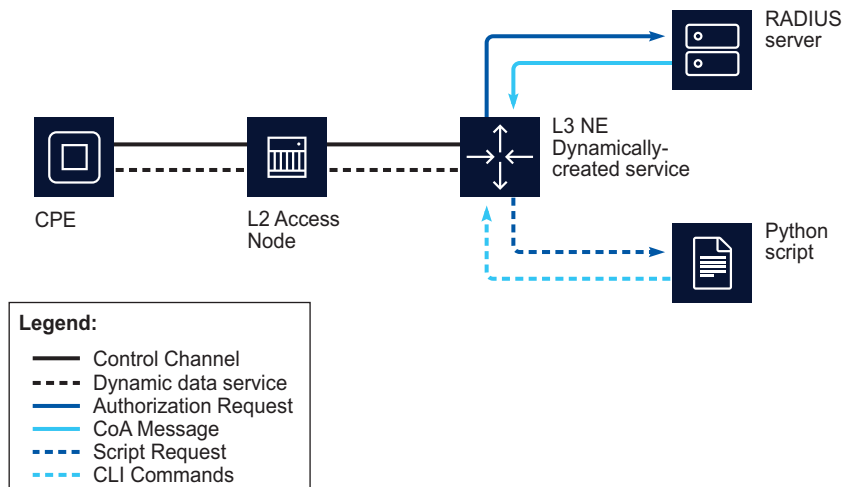 RADIUS
server
L3 NE
Dynamically-
created service
CPE
L2 Access
Node
Python
script
Legend:
Control Channel
Dynamic data service
Authorization Request
CoA Message
Script Request
CLI Commands